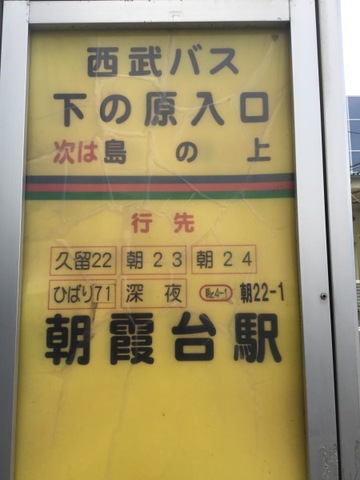 西武バス
下の原入口
次は島の上
行先
久留22 朝23 朝24
ひばり71 深夜 朝22-1
朝霞台駅